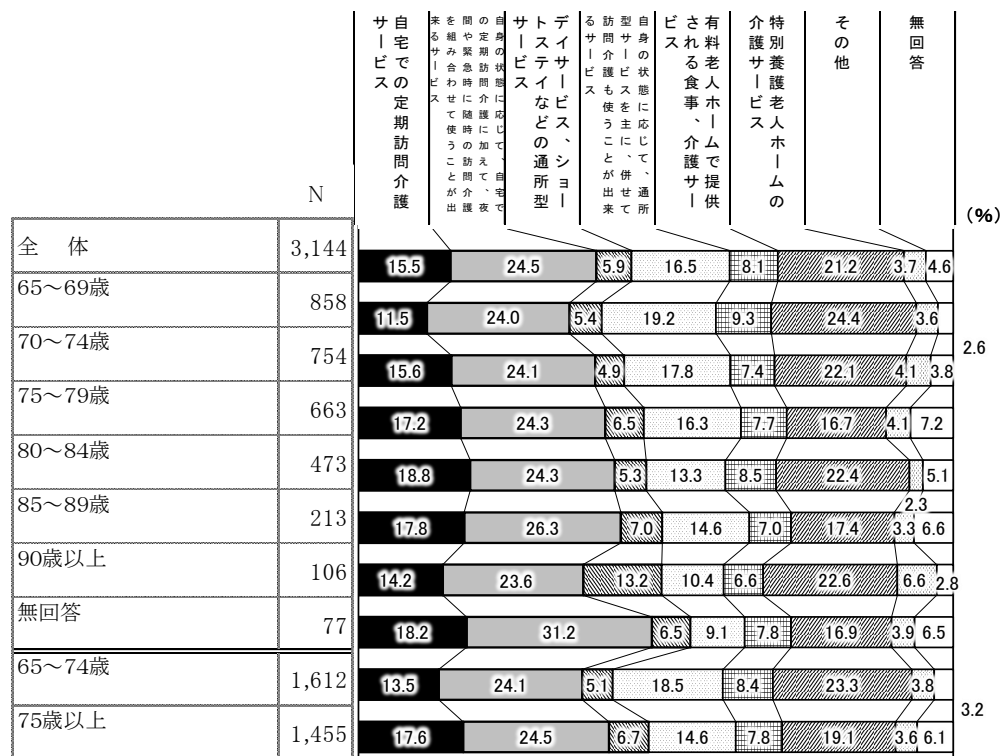 自宅での定期訪問介護
サービス
自身の状態に応じて、自宅で
の定期訪問介護に加えて、夜
間や緊急時に随時の訪問介護
を組み合わせて使うことが出
来るサービス
デイサービス、ショー
トステイなどの通所型
サービス
自身の状態に応じて、通所
型サービスを主に、併せて
訪問介護も使うことが出来
るサービス
有料老人ホームで提供
される食事、介護サー
ビス
特別養護老人ホームの
介護サービス
その他
無回答
N
(%)
全 体 3,144 15.5 24.5 5.9 16.5 8.1 21.2 3.7 4.6
65～69歳 858 11.5 24.0 5.4 19.2 9.3 24.4 3.6
2.6
70～74歳 754 15.6 24.1 4.9 17.8 7.4 22.1 4.1 3.8
75～79歳 663 17.2 24.3 6.5 16.3 7.7 16.7 4.1 7.2
80～84歳 473 18.8 24.3 5.3 13.3 8.5 22.4 5.1
2.3
85～89歳 213 17.8 26.3 7.0 14.6 7.0 17.4 3.3 6.6
90歳以上 106 14.2 23.6 13.2 10.4 6.6 22.6 6.6 2.8
無回答 77 18.2 31.2 6.5 9.1 7.8 16.9 3.9 6.5
65～74歳 1,612 13.5 24.1 5.1 18.5 8.4 23.3 3.8
3.2
75歳以上 1,455 17.6 24.5 6.7 14.6 7.8 19.1 3.6 6.1